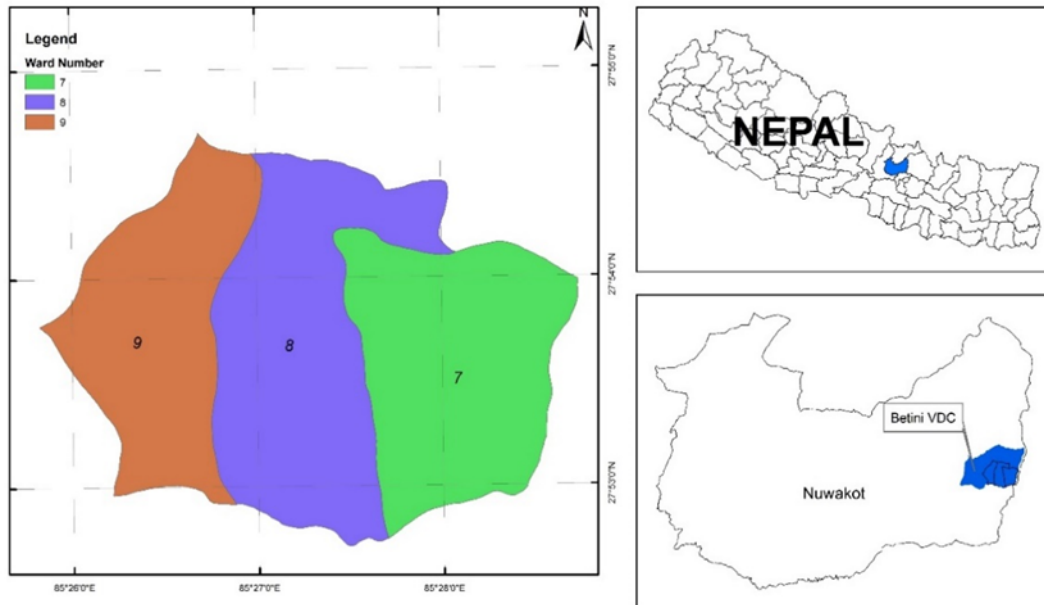 Legend
Ward Number
7
8
9
N
27°55'0"N
27°54'0"N
27°53'0"N
9
8
7
85°26'0"E
85°27'0"E
85°28'0"E
NEPAL
Betini VDC
Nuwakot